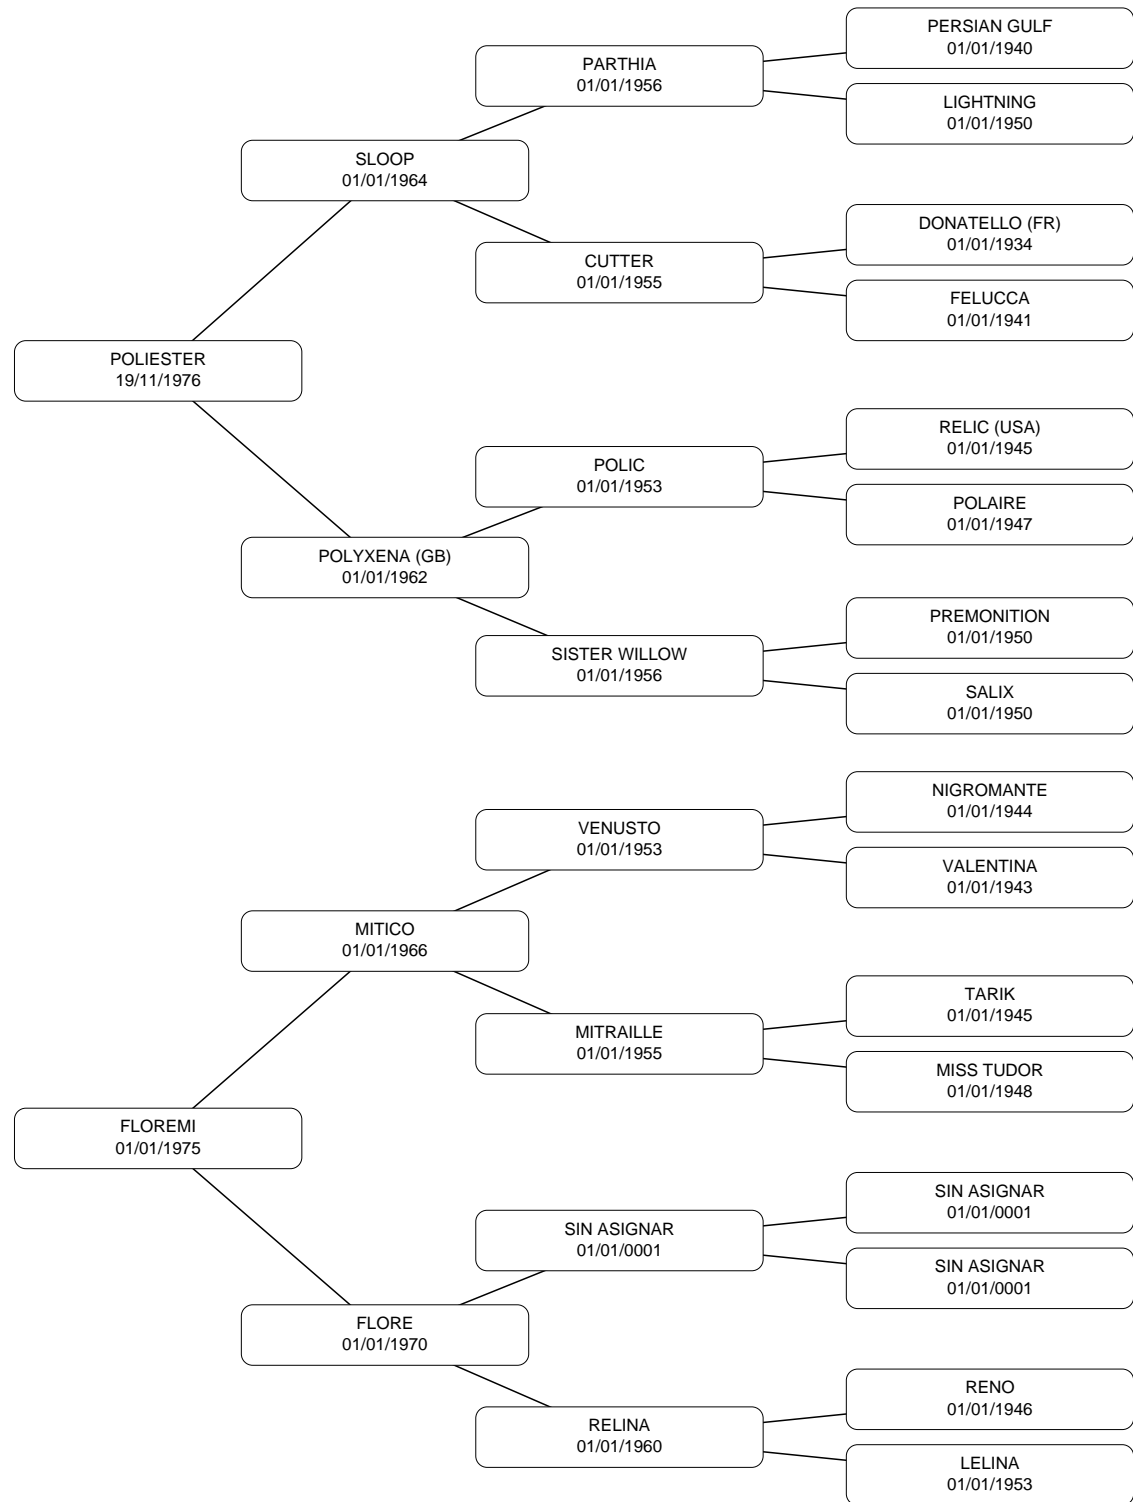 PERSIAN GULF
01/01/1940
PARTHIA
01/01/1956
LIGHTNING
01/01/1950
SLOOP
01/01/1964
DONATELLO (FR)
01/01/1934
CUTTER
01/01/1955
FELUCCA
01/01/1941
POLIESTER
19/11/1976
RELIC (USA)
01/01/1945
POLIC
01/01/1953
POLAIRE
01/01/1947
POLYXENA (GB)
01/01/1962
PREMONITION
01/01/1950
SISTER WILLOW
01/01/1956
SALIX
01/01/1950
NIGROMANTE
01/01/1944
VENUSTO
01/01/1953
VALENTINA
01/01/1943
MITICO
01/01/1966
TARIK
01/01/1945
MITRAILLE
01/01/1955
MISS TUDOR
01/01/1948
FLOREMI
01/01/1975
SIN ASIGNAR
01/01/0001
SIN ASIGNAR
01/01/0001
SIN ASIGNAR
01/01/0001
FLORE
01/01/1970
RENO
01/01/1946
RELINA
01/01/1960
LELINA
01/01/1953